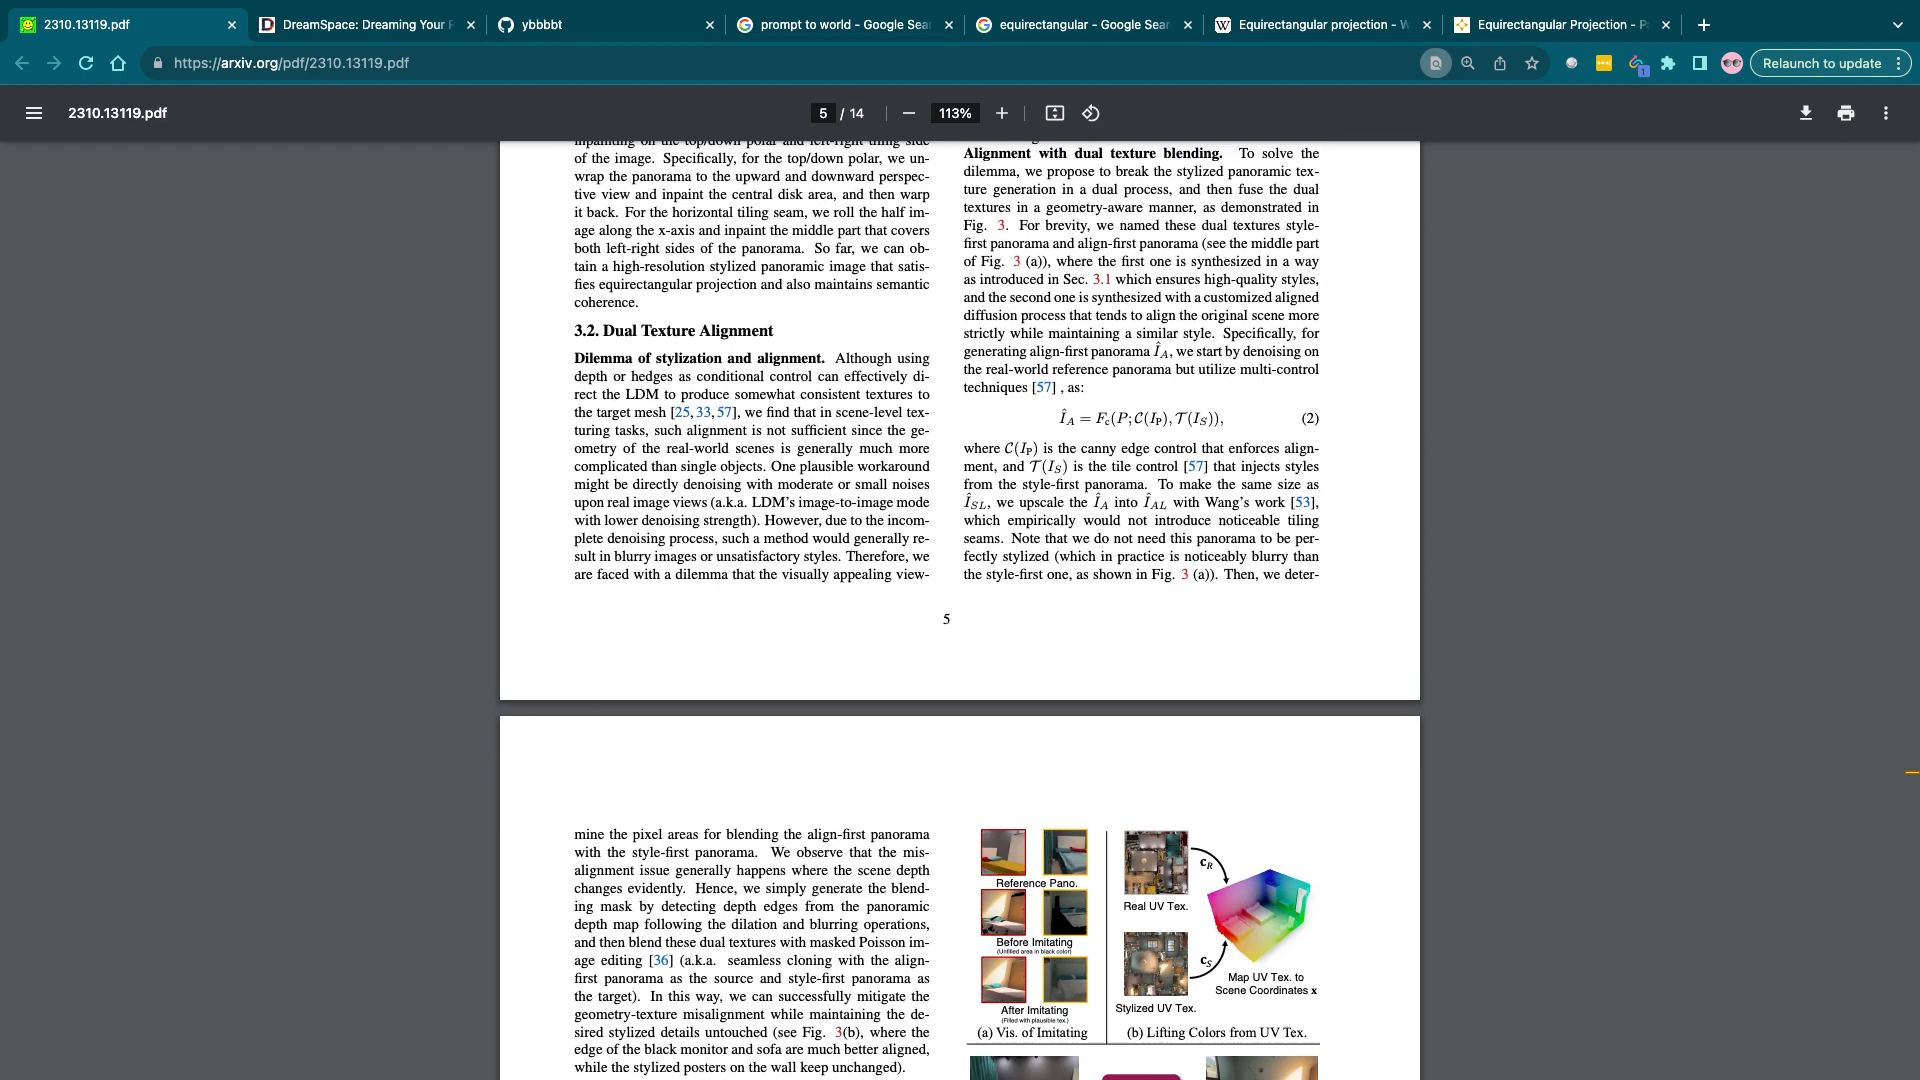 2310.13119.pdf
DreamSpace: Dreaming Your R
ybbbbt
prompt to world - Google Sear
equirectangular - Google Sear
Equirectangular projection - W
Equirectangular Projection - P
https://arxiv.org/pdf/2310.13119.pdf
1
Relaunch to update
2310.13119.pdf
5 / 14
113%
inpainting on the top/down polar and left-right tiling side
of the image. Specifically, for the top/down polar, we un-
wrap the panorama to the upward and downward perspec-
tive view and inpaint the central disk area, and then warp
it back. For the horizontal tiling seam, we roll the half im-
age along the x-axis and inpaint the middle part that covers
both left-right sides of the panorama. So far, we can ob-
tain a high-resolution stylized panoramic image that satis-
fies equirectangular projection and also maintains semantic
coherence.
3.2. Dual Texture Alignment
Dilemma of stylization and alignment. Although using
depth or hedges as conditional control can effectively di-
rect the LDM to produce somewhat consistent textures to
the target mesh [25, 33, 57], we find that in scene-level tex-
turing tasks, such alignment is not sufficient since the ge-
ometry of the real-world scenes is generally much more
complicated than single objects. One plausible workaround
might be directly denoising with moderate or small noises
upon real image views (a.k.a. LDM's image-to-image mode
with lower denoising strength). However, due to the incom-
plete denoising process, such a method would generally re-
sult in blurry images or unsatisfactory styles. Therefore, we
are faced with a dilemma that the visually appealing view-
Alignment with dual texture blending. To solve the
dilemma, we propose to break the stylized panoramic tex-
ture generation in a dual process, and then fuse the dual
textures in a geometry-aware manner, as demonstrated in
Fig. 3. For brevity, we named these dual textures style-
first panorama and align-first panorama (see the middle part
of Fig. 3 (a)), where the first one is synthesized in a way
as introduced in Sec. 3.1 which ensures high-quality styles,
and the second one is synthesized with a customized aligned
diffusion process that tends to align the original scene more
strictly while maintaining a similar style. Specifically, for
generating align-first panorama Î_A, we start by denoising on
the real-world reference panorama but utilize multi-control
techniques [57] , as:
Î_A = F_c(P; C(I_P), T(I_S)), (2)
where C(I_P) is the canny edge control that enforces align-
ment, and T(I_S) is the tile control [57] that injects styles
from the style-first panorama. To make the same size as
Î_SL, we upscale the Î_A into Î_AL with Wang's work [53],
which empirically would not introduce noticeable tiling
seams. Note that we do not need this panorama to be per-
fectly stylized (which in practice is noticeably blurry than
the style-first one, as shown in Fig. 3 (a)). Then, we deter-
5
mine the pixel areas for blending the align-first panorama
with the style-first panorama. We observe that the mis-
alignment issue generally happens where the scene depth
changes evidently. Hence, we simply generate the blend-
ing mask by detecting depth edges from the panoramic
depth map following the dilation and blurring operations,
and then blend these dual textures with masked Poisson im-
age editing [36] (a.k.a. seamless cloning with the align-
first panorama as the source and style-first panorama as
the target). In this way, we can successfully mitigate the
geometry-texture misalignment while maintaining the de-
sired stylized details untouched (see Fig. 3(b), where the
edge of the black monitor and sofa are much better aligned,
while the stylized posters on the wall keep unchanged).
Reference Pano.
Before Imitating
(Unfilled area in black color)
After Imitating
(Filled with plausible tex.)
(a) Vis. of Imitating
c_R
Real UV Tex.
c_S
Map UV Tex. to
Scene Coordinates x
Stylized UV Tex.
(b) Lifting Colors from UV Tex.